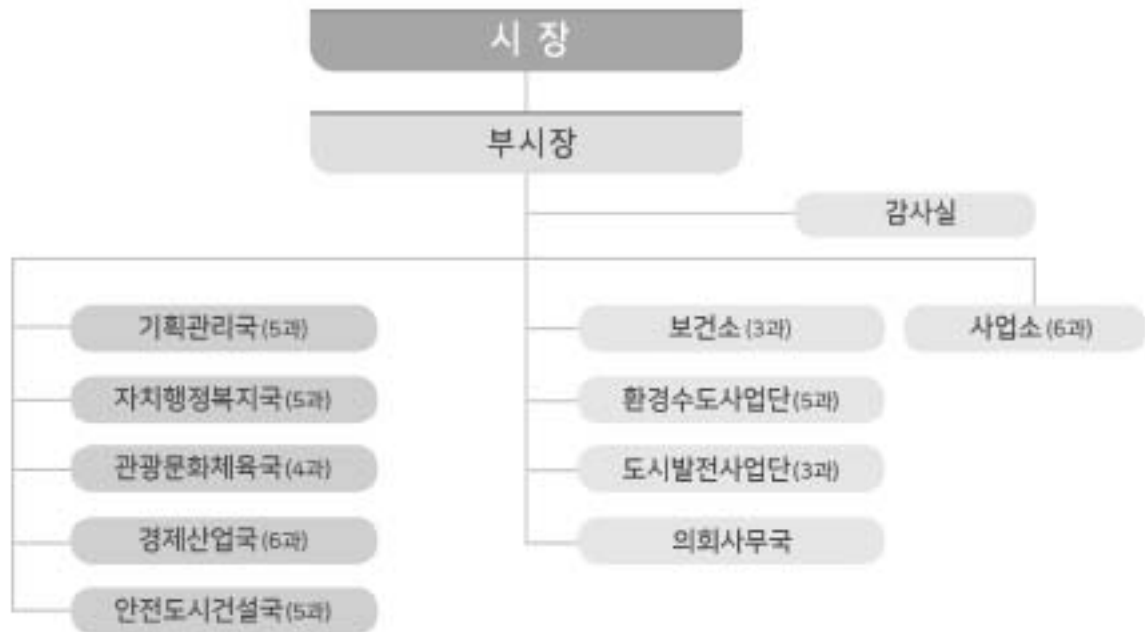 시 장
부시장
감사실
기획관리국(5과)
보건소(3과)
사업소(6과)
자치행정복지국(5과)
환경수도사업단(5과)
관광문화체육국(4과)
도시발전사업단(3과)
경제산업국(6과)
의회사무국
안전도시건설국(5과)